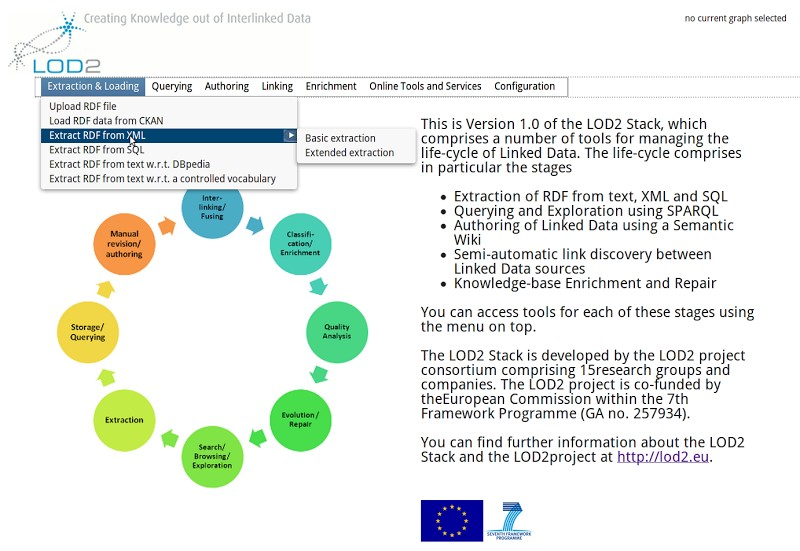 Creating Knowledge out of Interlinked Data
no current graph selected
LOD2
Extraction & Loading Querying Authoring Linking Enrichment Online Tools and Services Configuration
Upload RDF file
Load RDF data from CKAN
Extract RDF from XML
Extract RDF from SQL
Extract RDF from text w.r.t. DBpedia
Extract RDF from text w.r.t. a controlled vocabulary
Basic extraction
Extended extraction
Inter-
linking/
Fusing
Classifi-
cation/
Enrichment
Quality
Analysis
Evolution/
Repair
Search/
Browsing/
Exploration
Extraction
Storage/
Querying
Manual
revision/
authoring
This is Version 1.0 of the LOD2 Stack, which
comprises a number of tools for managing the
life-cycle of Linked Data. The life-cycle comprises
in particular the stages
• Extraction of RDF from text, XML and SQL
• Querying and Exploration using SPARQL
• Authoring of Linked Data using a Semantic
Wiki
• Semi-automatic link discovery between
Linked Data sources
• Knowledge-base Enrichment and Repair
You can access tools for each of these stages using
the menu on top.
The LOD2 Stack is developed by the LOD2 project
consortium comprising 15research groups and
companies. The LOD2 project is co-funded by
theEuropean Commission within the 7th
Framework Programme (GA no. 257934).
You can find further information about the LOD2
Stack and the LOD2project at http://lod2.eu.
SEVENTH FRAMEWORK
PROGRAMME